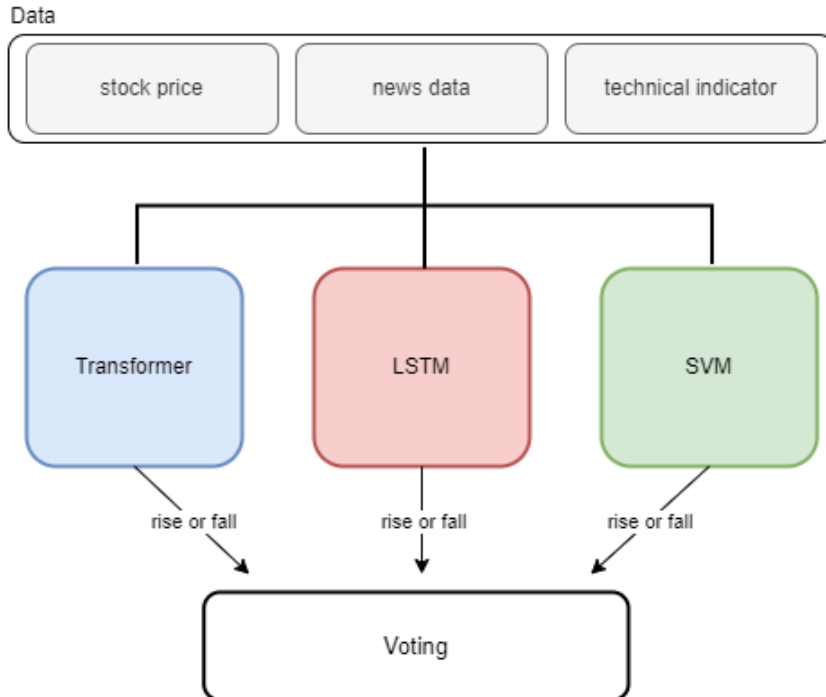 Data
stock price
news data
technical indicator
Transformer
LSTM
SVM
rise or fall
rise or fall
rise or fall
Voting